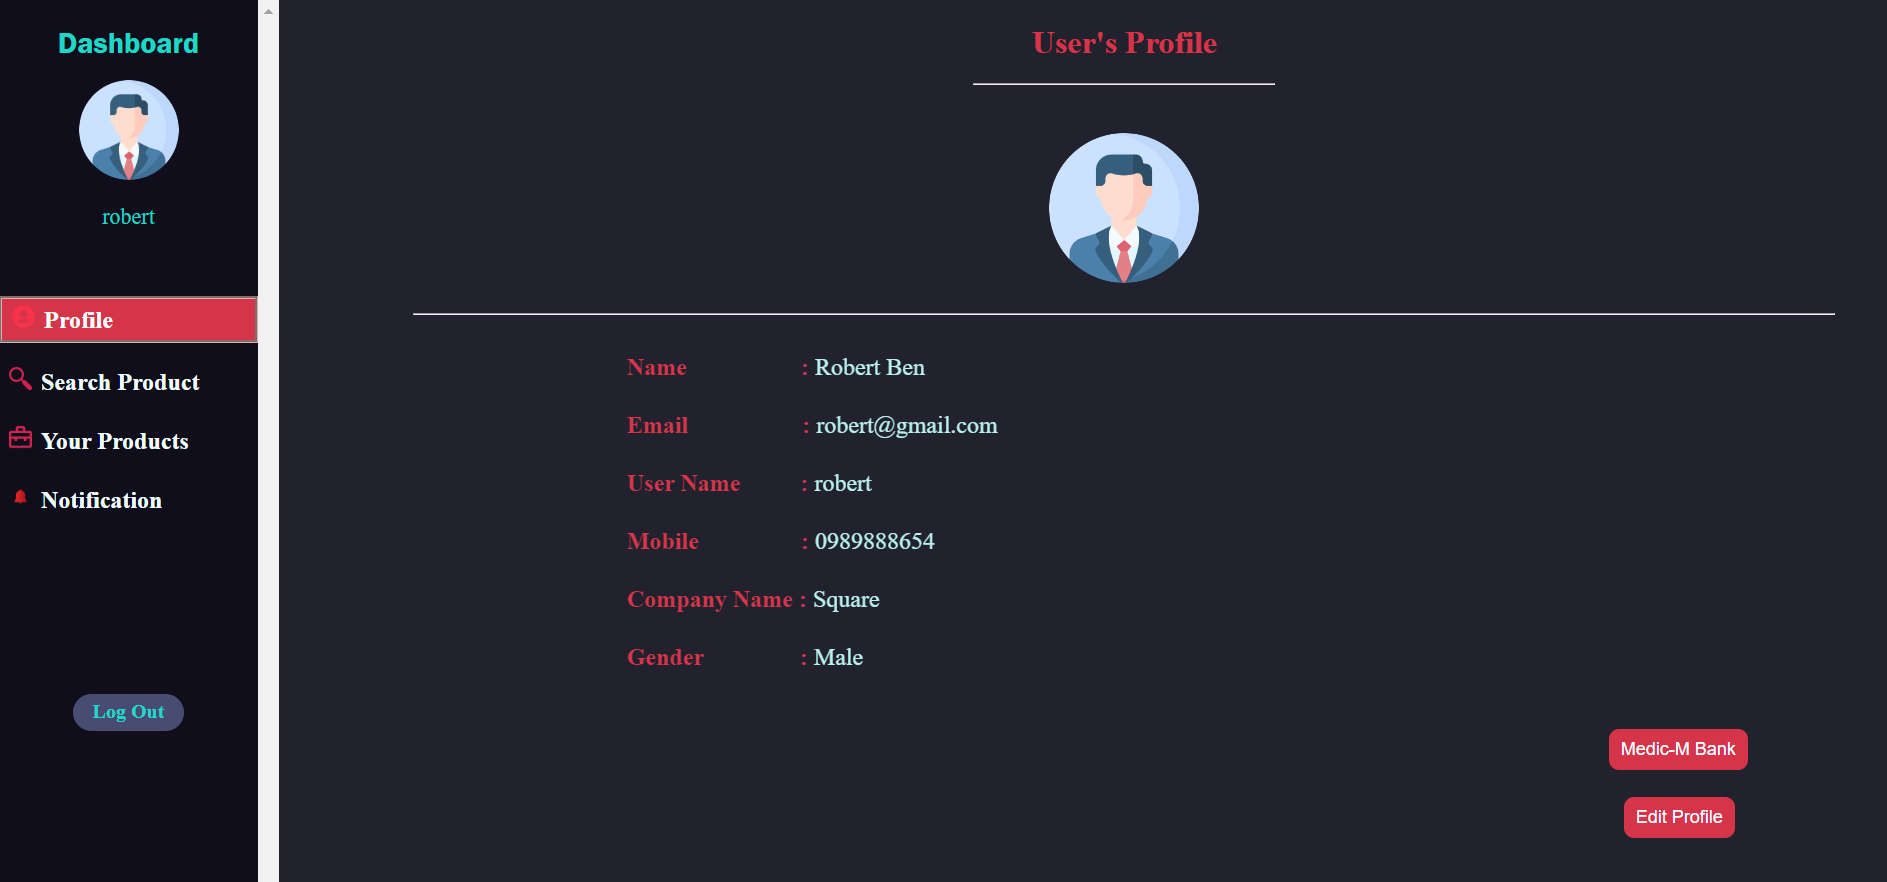 Dashboard
robert
Profile
Search Product
Your Products
Notification
Log Out
User's Profile
Name : Robert Ben
Email : robert@gmail.com
User Name : robert
Mobile : 0989888654
Company Name : Square
Gender : Male
Medic-M Bank
Edit Profile